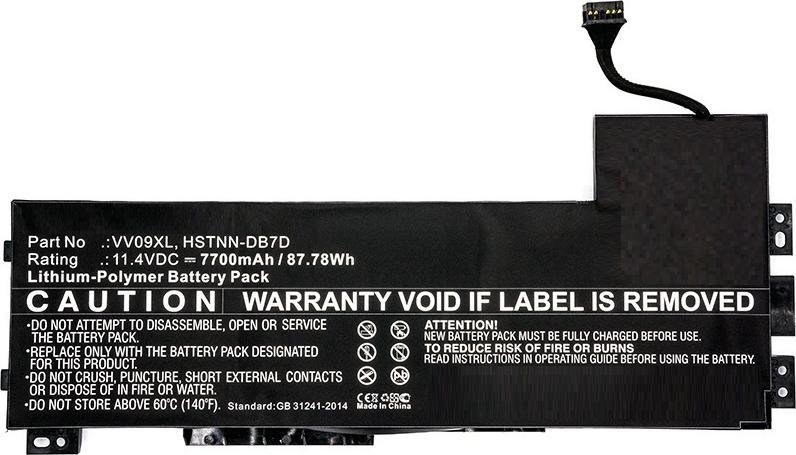 Part No .:VV09XL, HSTNN-DB7D
Rating .: 11.4VDC ⎓ 7700mAh / 87.78Wh
Lithium-Polymer Battery Pack
CAUTION WARRANTY VOID IF LABEL IS REMOVED
•DO NOT ATTEMPT TO DISASSEMBLE, OPEN OR SERVICE
THE BATTERY PACK.
•REPLACE ONLY WITH THE BATTERY PACK DESIGNATED
FOR THIS PRODUCT.
•DO NOT CRUSH, PUNCTURE, SHORT EXTERNAL CONTACTS
OR DISPOSE OF IN FIRE OR WATER.
•DO NOT STORE ABOVE 60°C (140°F). Standard:GB 31241-2014
ATTENTION!
NEW BATTERY PACK MUST BE FULLY CHARGED BEFORE USE.
TO REDUCE RISK OF FIRE OR BURNS
READ INSTRUCTIONS IN OPERATING GUIDE BEFORE USING THE BATTERY.
Made In China